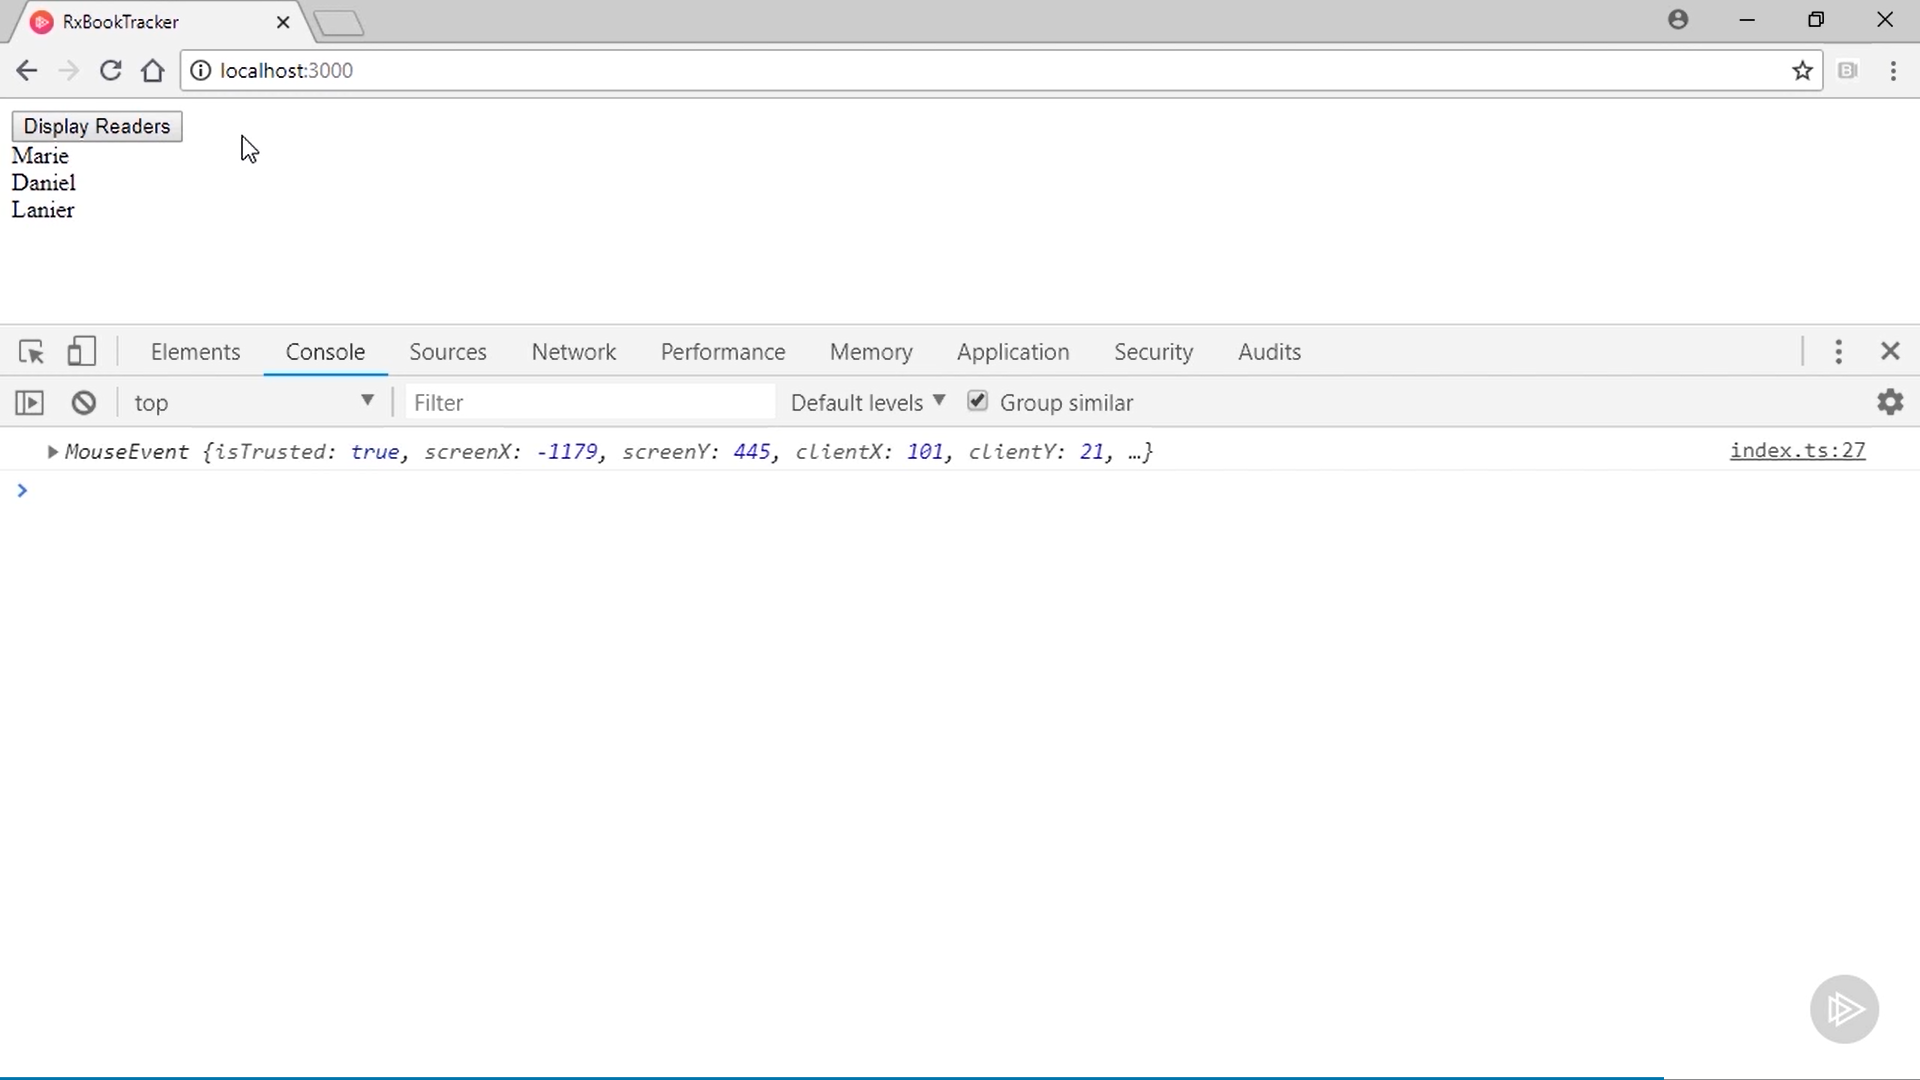 RxBookTracker
localhost:3000
Display Readers
Marie
Daniel
Lanier
Elements Console Sources Network Performance Memory Application Security Audits
top Filter Default levels Group similar
MouseEvent {isTrusted: true, screenX: -1179, screenY: 445, clientX: 101, clientY: 21, …} index.ts:27